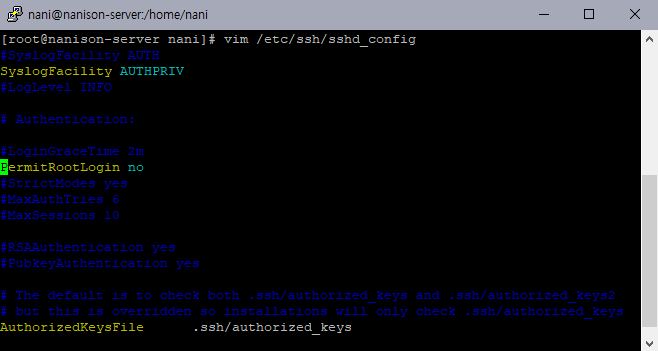 nani@nanison-server:/home/nani
[root@nanison-server nani]# vim /etc/ssh/sshd_config
#SyslogFacility AUTH
SyslogFacility AUTHPRIV
#LogLevel INFO
# Authentication:
#LoginGraceTime 2m
PermitRootLogin no
#StrictModes yes
#MaxAuthTries 6
#MaxSessions 10
#RSAAuthentication yes
#PubkeyAuthentication yes
# The default is to check both .ssh/authorized_keys and .ssh/authorized_keys2
# but this is overridden so installations will only check .ssh/authorized_keys
AuthorizedKeysFile      .ssh/authorized_keys